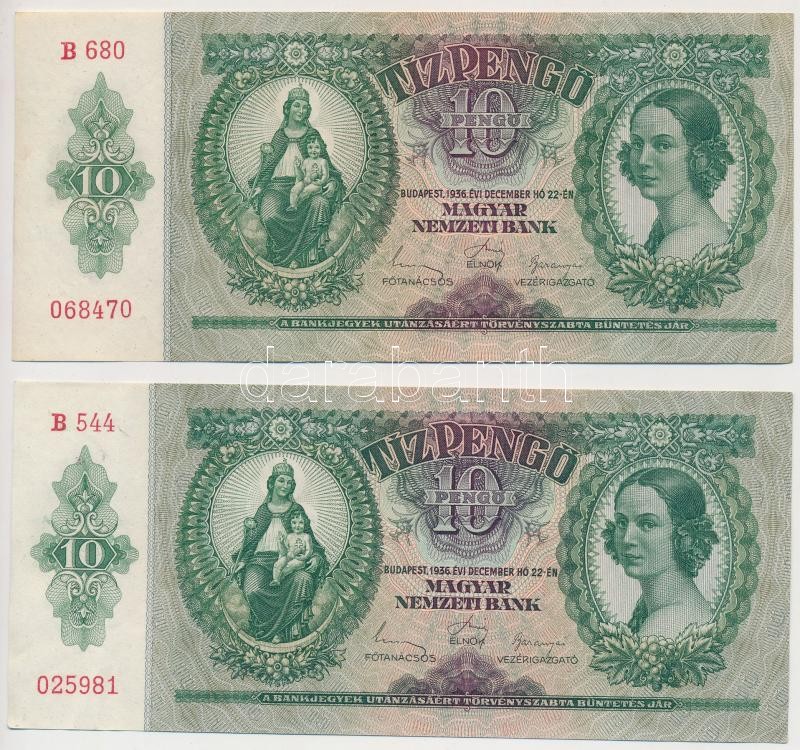 B 680
TÍZPENGŐ
10
PENGŐ
10
BUDAPEST, 1936. ÉVI DECEMBER HÓ 22-ÉN
MAGYAR
NEMZETI BANK
ELNÖK
FŐTANÁCSOS VEZÉRIGAZGATÓ
068470
A BANKJEGYEK UTÁNZÁSÁÉRT TÖRVÉNYSZABTA BÜNTETÉS JÁR
darabanth
B 544
TÍZPENGŐ
10
PENGŐ
10
BUDAPEST, 1936. ÉVI DECEMBER HÓ 22-ÉN
MAGYAR
NEMZETI BANK
ELNÖK
FŐTANÁCSOS VEZÉRIGAZGATÓ
025981
A BANKJEGYEK UTÁNZÁSÁÉRT TÖRVÉNYSZABTA BÜNTETÉS JÁR